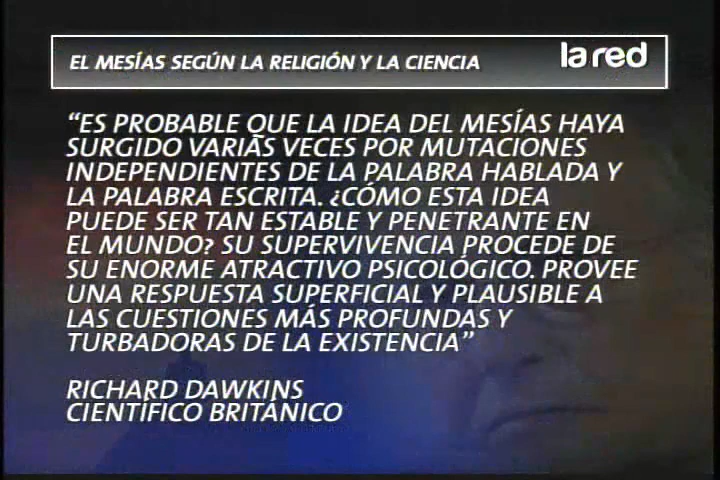 EL MESÍAS SEGÚN LA RELIGIÓN Y LA CIENCIA
la red
“ES PROBABLE QUE LA IDEA DEL MESÍAS HAYA
SURGIDO VARIAS VECES POR MUTACIONES
INDEPENDIENTES DE LA PALABRA HABLADA Y
LA PALABRA ESCRITA. ¿CÓMO ESTA IDEA
PUEDE SER TAN ESTABLE Y PENETRANTE EN
EL MUNDO? SU SUPERVIVENCIA PROCEDE DE
SU ENORME ATRACTIVO PSICOLÓGICO. PROVEE
UNA RESPUESTA SUPERFICIAL Y PLAUSIBLE A
LAS CUESTIONES MÁS PROFUNDAS Y
TURBADORAS DE LA EXISTENCIA”
RICHARD DAWKINS
CIENTÍFICO BRITÁNICO